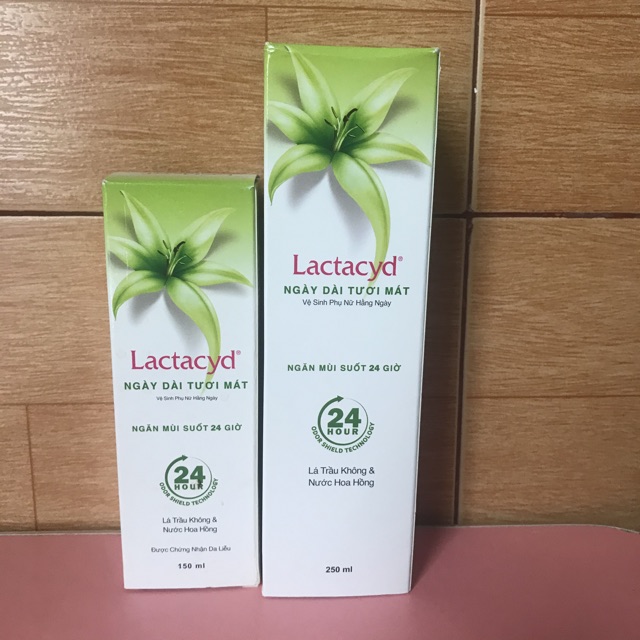 Lactacyd®
NGÀY DÀI TƯƠI MÁT
Vệ Sinh Phụ Nữ Hằng Ngày
NGĂN MÙI SUỐT 24 GIỜ
24
HOUR
ODOR SHIELD TECHNOLOGY
Lá Trầu Không &
Nước Hoa Hồng
Được Chứng Nhận Da Liễu
150 ml
Lactacyd®
NGÀY DÀI TƯƠI MÁT
Vệ Sinh Phụ Nữ Hằng Ngày
NGĂN MÙI SUỐT 24 GIỜ
24
HOUR
ODOR SHIELD TECHNOLOGY
Lá Trầu Không &
Nước Hoa Hồng
250 ml